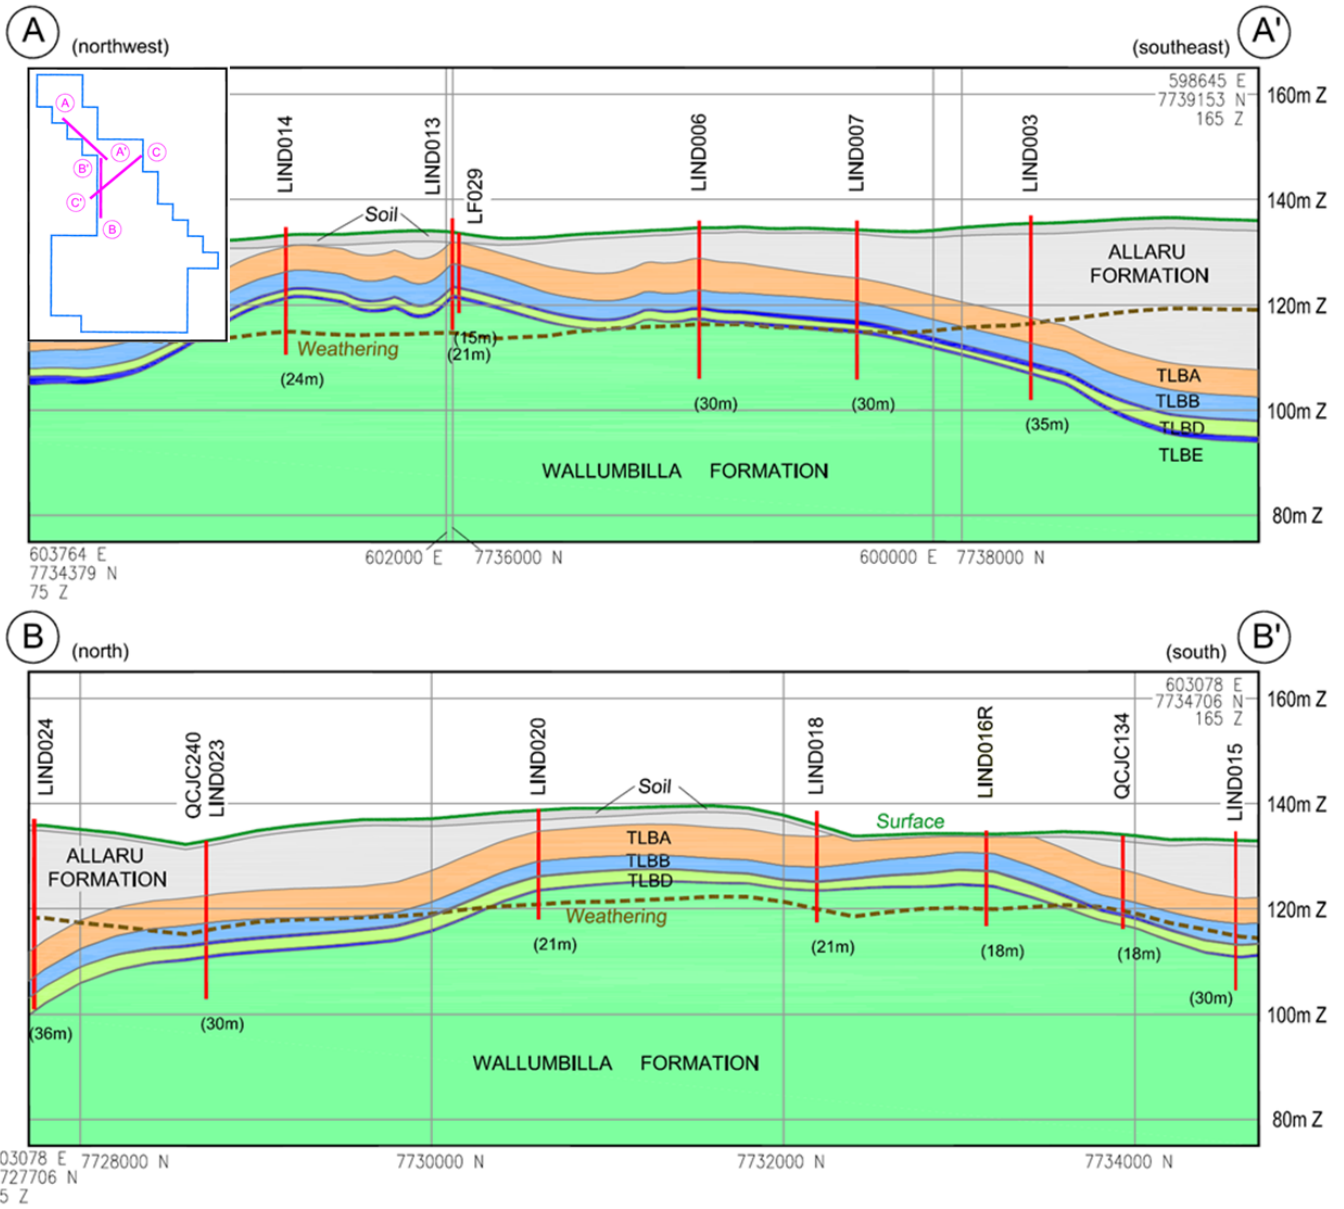 A (northwest)
(southeast) A'
598645 E
7739153 N
165 Z
160m Z
140m Z
120m Z
100m Z
80m Z
A
A'
C
B'
C'
B
LIND014
LIND013
LF029
LIND006
LIND007
LIND003
Soil
ALLARU
FORMATION
Weathering
(15m)
(21m)
(24m)
(30m)
(30m)
(35m)
TLBA
TLBB
TLBD
TLBE
WALLUMBILLA FORMATION
603764 E
7734379 N
75 Z
602000 E
7736000 N
600000 E
7738000 N
B (north)
(south) B'
603078 E
7734706 N
165 Z
160m Z
140m Z
120m Z
100m Z
80m Z
LIND024
QCJC240
LIND023
LIND020
LIND018
LIND016R
QCJC134
LIND015
Soil
Surface
ALLARU
FORMATION
TLBA
TLBB
TLBD
Weathering
(36m)
(30m)
(21m)
(21m)
(18m)
(18m)
(30m)
WALLUMBILLA FORMATION
03078 E
727706 N
5 Z
7728000 N
7730000 N
7732000 N
7734000 N